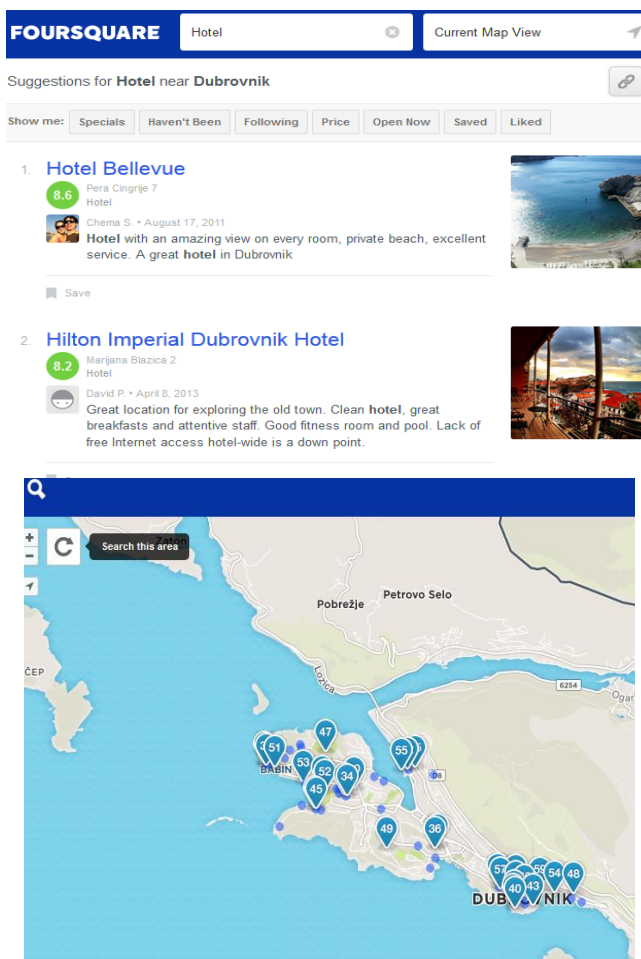 FOURSQUARE
Hotel
Current Map View
Suggestions for Hotel near Dubrovnik
Show me: Specials Haven't Been Following Price Open Now Saved Liked
1. Hotel Bellevue
8.6
Pera Cingrije 7
Hotel
Chema S. • August 17, 2011
Hotel with an amazing view on every room, private beach, excellent
service. A great hotel in Dubrovnik
Save
2. Hilton Imperial Dubrovnik Hotel
8.2
Marijana Blazica 2
Hotel
David P. • April 8, 2013
Great location for exploring the old town. Clean hotel, great
breakfasts and attentive staff. Good fitness room and pool. Lack of
free Internet access hotel-wide is a down point.
+
Search this area
-
Petrovo Selo
Pobrežje
Lozica
ČEP
6254
47
51
55
BABIN
53
52
34
D8
45
49
36
57
54
48
40
43